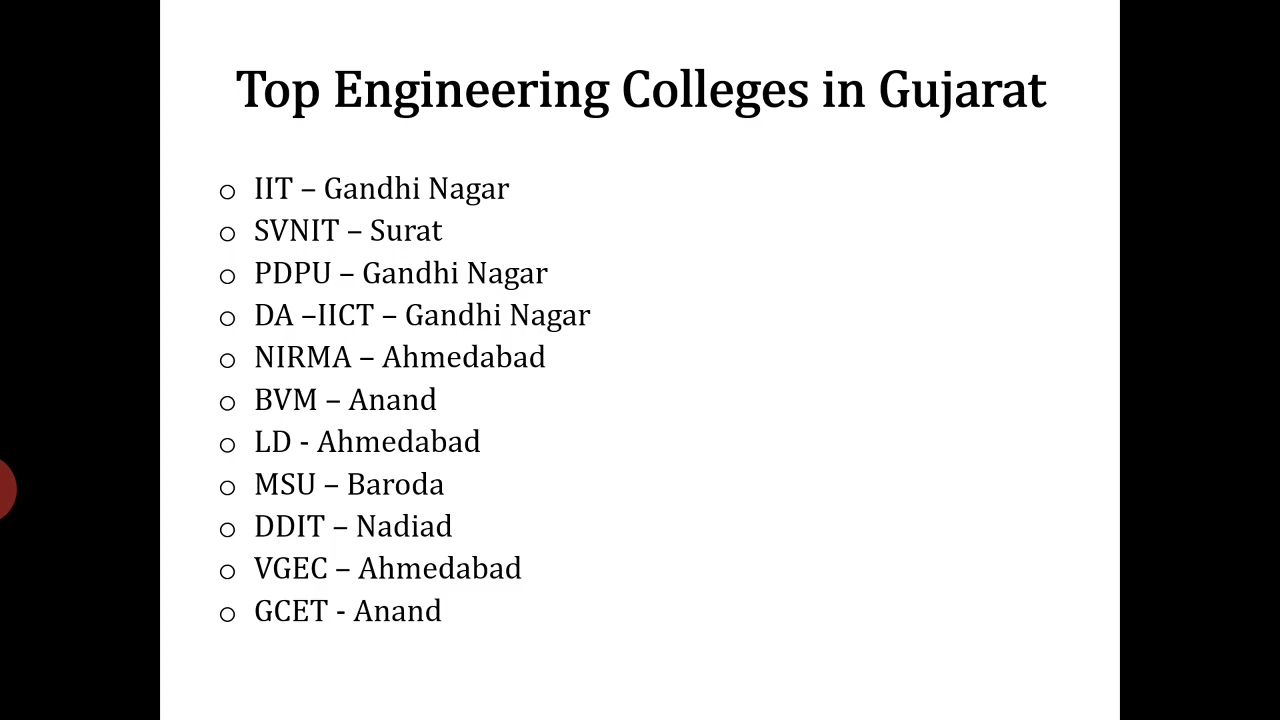 Top Engineering Colleges in Gujarat
IIT – Gandhi Nagar
SVNIT – Surat
PDPU – Gandhi Nagar
DA –IICT – Gandhi Nagar
NIRMA – Ahmedabad
BVM – Anand
LD - Ahmedabad
MSU – Baroda
DDIT – Nadiad
VGEC – Ahmedabad
GCET - Anand